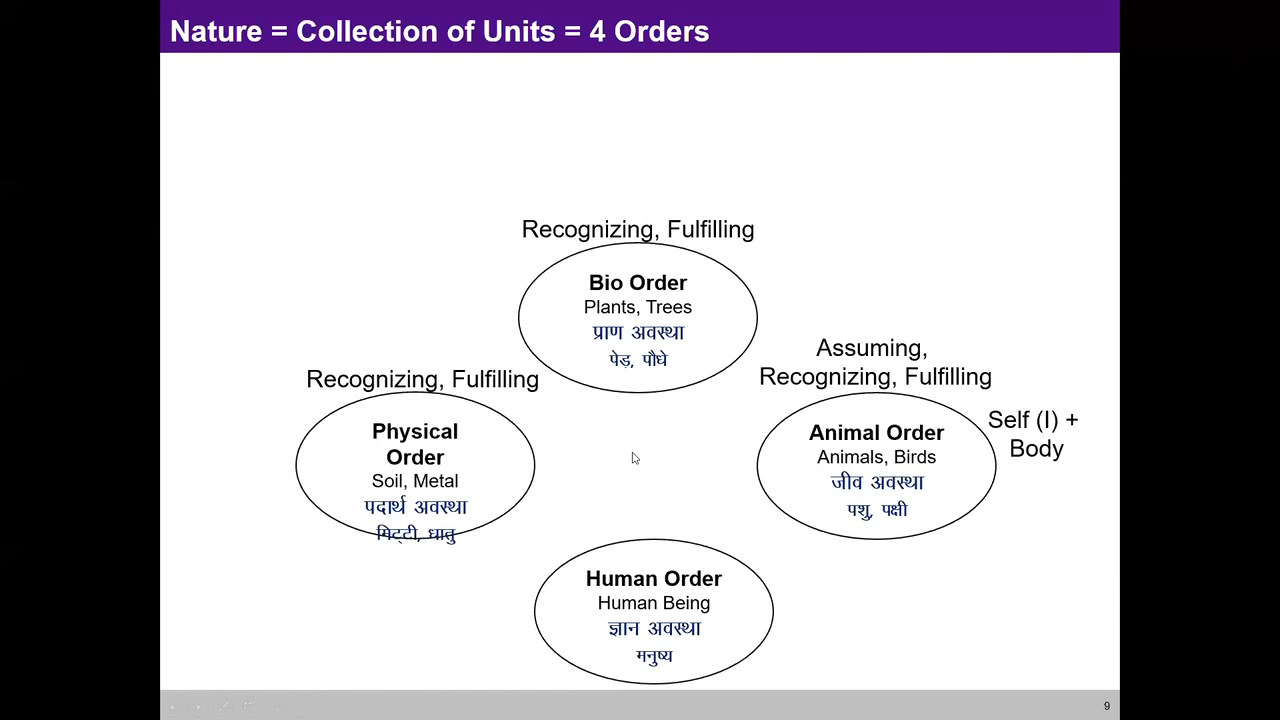 Nature = Collection of Units = 4 Orders
Recognizing, Fulfilling
Bio Order
Plants, Trees
प्राण अवस्था
पेड़, पौधे
Recognizing, Fulfilling
Physical
Order
Soil, Metal
पदार्थ अवस्था
मिट्टी, धातु
Assuming,
Recognizing, Fulfilling
Animal Order
Animals, Birds
जीव अवस्था
पशु, पक्षी
Self (I) +
Body
Human Order
Human Being
ज्ञान अवस्था
मनुष्य
9